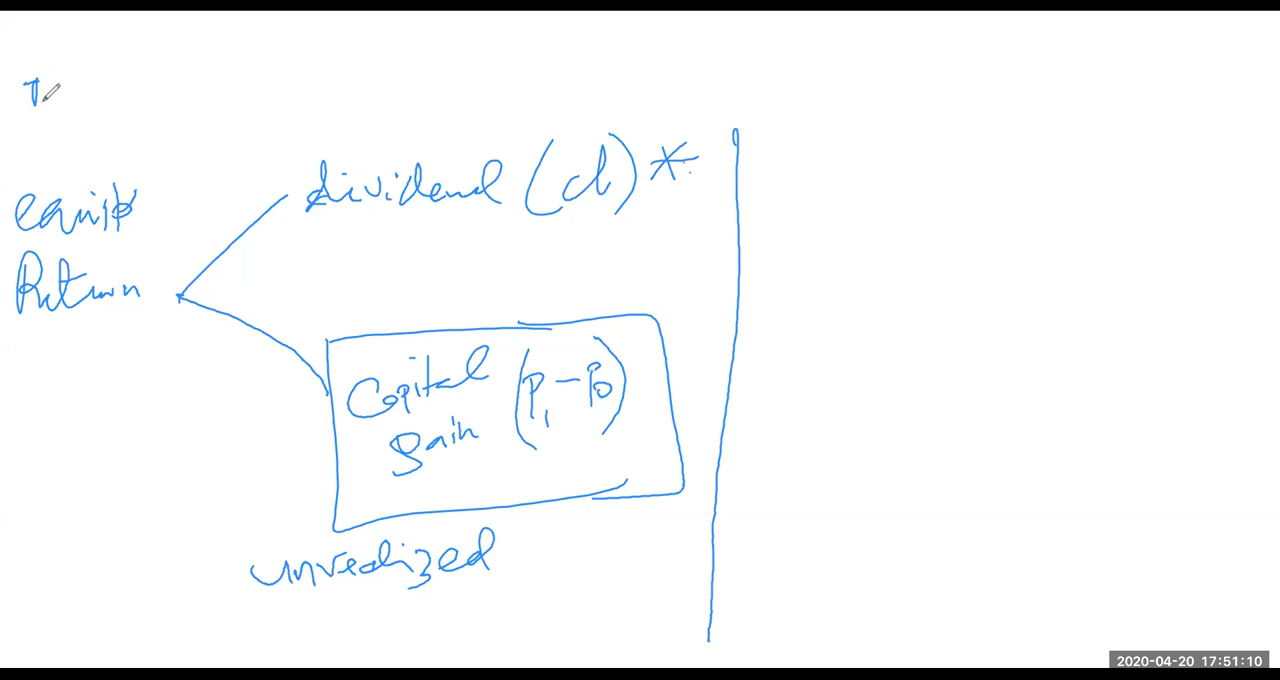 T
equity
Return
dividend (d) *
Capital
gain (P1 - P0)
unrealized
2020-04-20 17:51:10